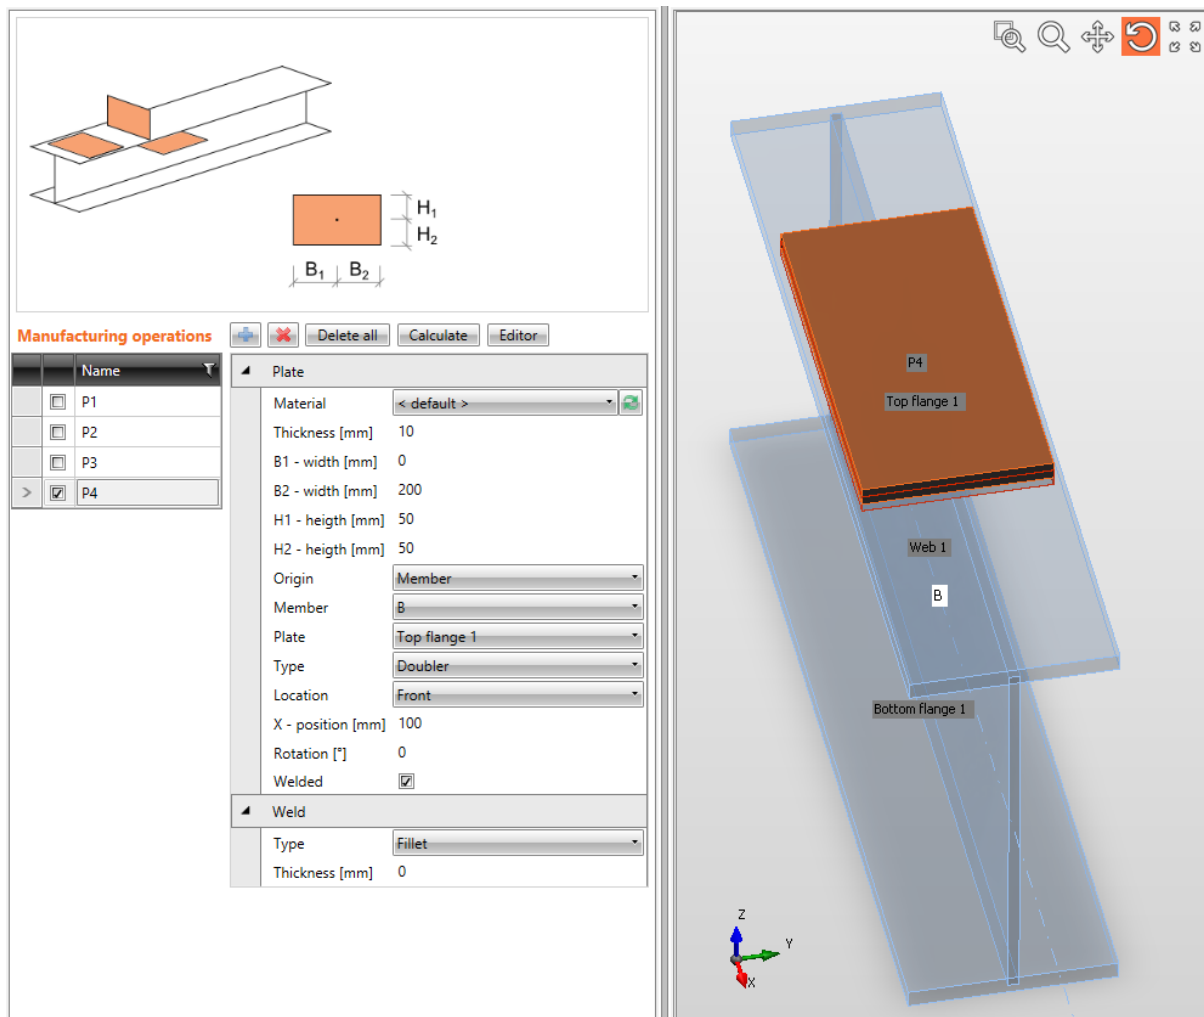 H1
H2
B1 B2
Manufacturing operations Delete all Calculate Editor
Name
P1
P2
P3
> P4
Plate
Material < default >
Thickness [mm] 10
B1 - width [mm] 0
B2 - width [mm] 200
H1 - heigth [mm] 50
H2 - heigth [mm] 50
Origin Member
Member B
Plate Top flange 1
Type Doubler
Location Front
X - position [mm] 100
Rotation [°] 0
Welded
Weld
Type Fillet
Thickness [mm] 0
P4
Top flange 1
Web 1
B
Bottom flange 1
Z
Y
X